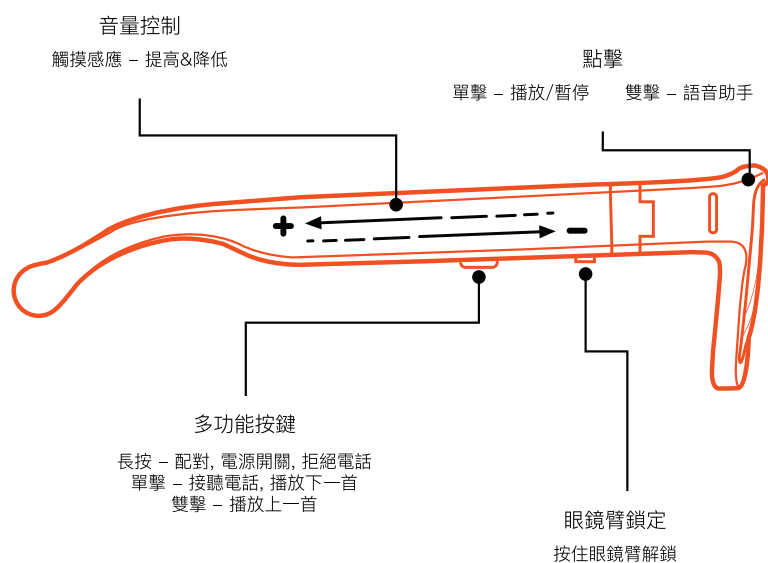 音量控制
觸摸感應 – 提高&降低
點擊
單擊 – 播放/暫停 雙擊 – 語音助手
+
–
多功能按鍵
長按 – 配對, 電源開關, 拒絕電話
單擊 – 接聽電話, 播放下一首
雙擊 – 播放上一首
眼鏡臂鎖定
按住眼鏡臂解鎖